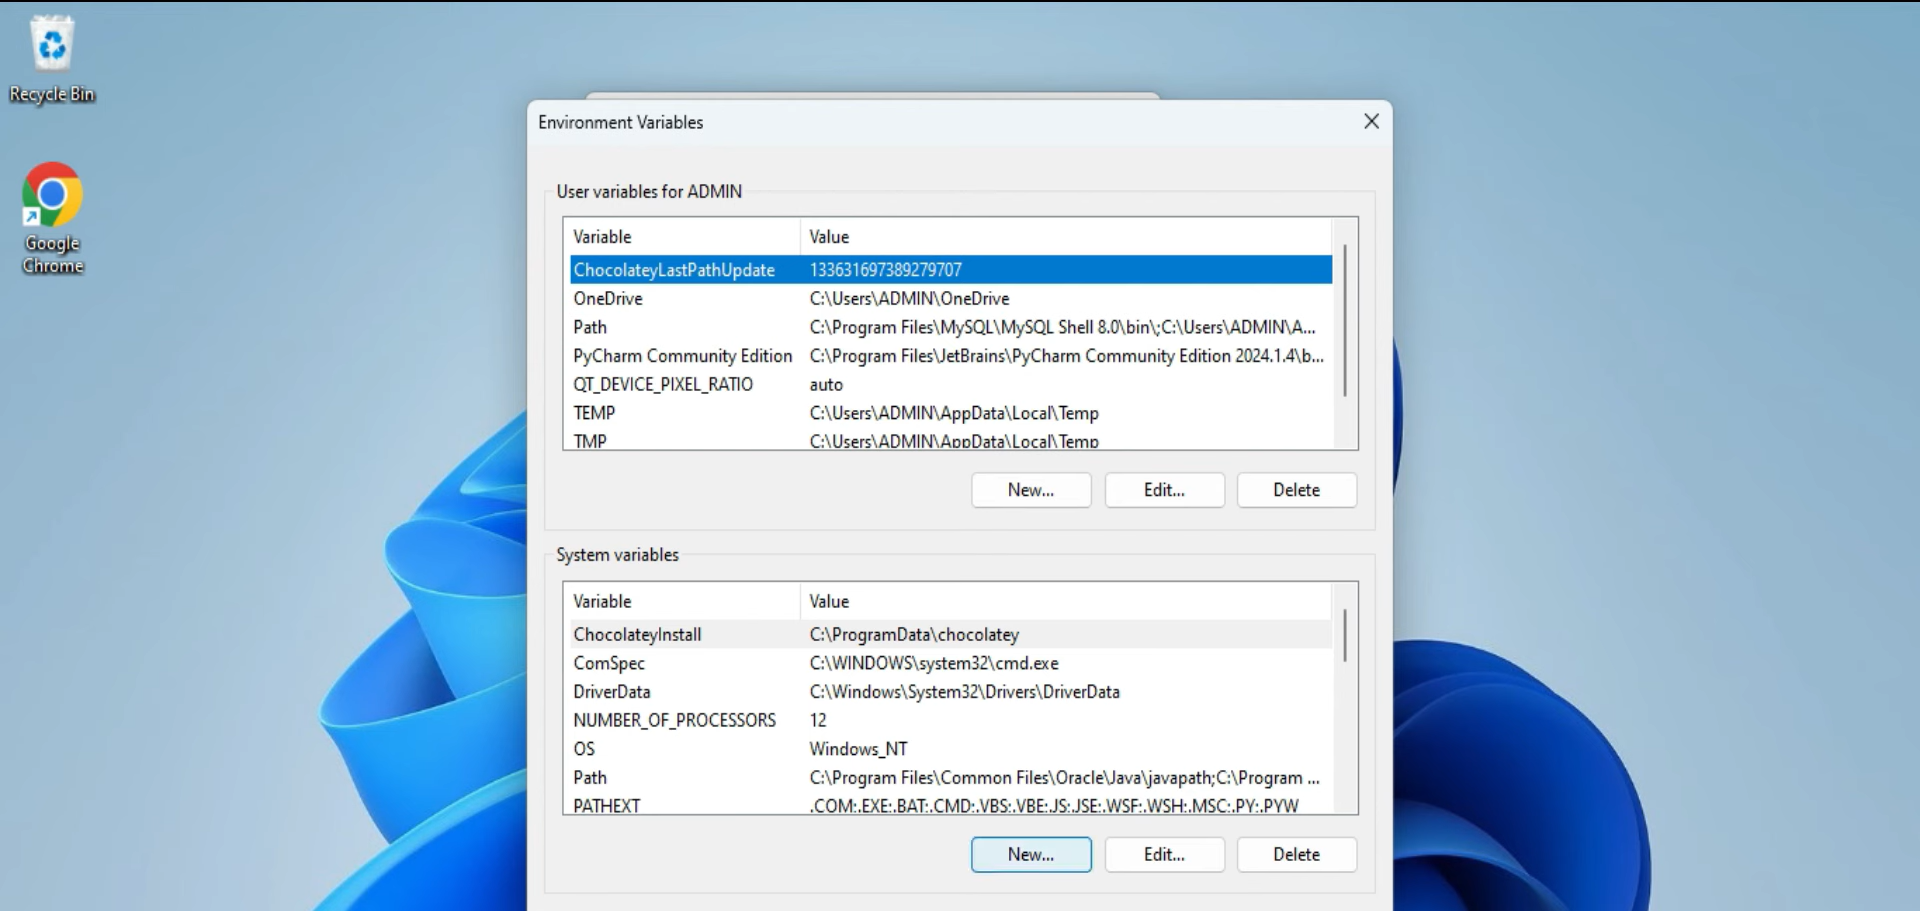 Recycle Bin
Google
Chrome
Environment Variables
User variables for ADMIN
Variable Value
ChocolateyLastPathUpdate 133631697389279707
OneDrive C:\Users\ADMIN\OneDrive
Path C:\Program Files\MySQL\MySQL Shell 8.0\bin\;C:\Users\ADMIN\A...
PyCharm Community Edition C:\Program Files\JetBrains\PyCharm Community Edition 2024.1.4\b...
QT_DEVICE_PIXEL_RATIO auto
TEMP C:\Users\ADMIN\AppData\Local\Temp
TMP C:\Users\ADMIN\AppData\Local\Temp
New... Edit... Delete
System variables
Variable Value
ChocolateyInstall C:\ProgramData\chocolatey
ComSpec C:\WINDOWS\system32\cmd.exe
DriverData C:\Windows\System32\Drivers\DriverData
NUMBER_OF_PROCESSORS 12
OS Windows_NT
Path C:\Program Files\Common Files\Oracle\Java\javapath;C:\Program ...
PATHEXT .COM;.EXE;.BAT;.CMD;.VBS;.VBE;.JS;.JSE;.WSF;.WSH;.MSC;.PY;.PYW
New... Edit... Delete